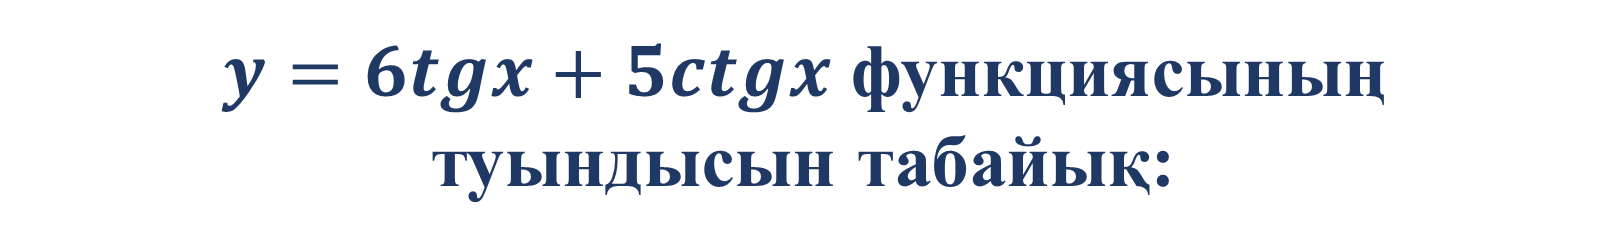 y = 6tgx + 5ctgx функциясының
туындысын табайық: